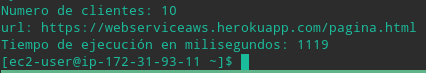 Numero de clientes: 10
url: https://webserviceaws.herokuapp.com/pagina.html
Tiempo de ejecución en milisegundos: 1119
[ec2-user@ip-172-31-93-11 ~]$